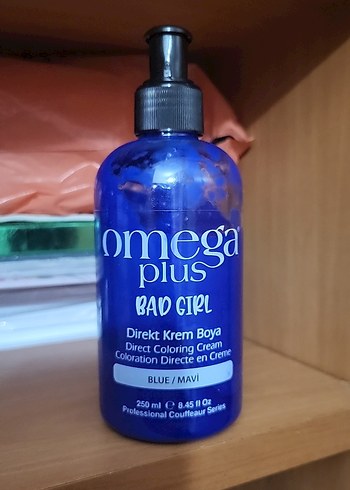 omega®
plus
BAD GIRL
Direkt Krem Boya
Direct Coloring Cream
Coloration Directe en Creme
BLUE / MAVİ
250 ml ℮ 8.45 fl Oz
Professional Couffeaur Series